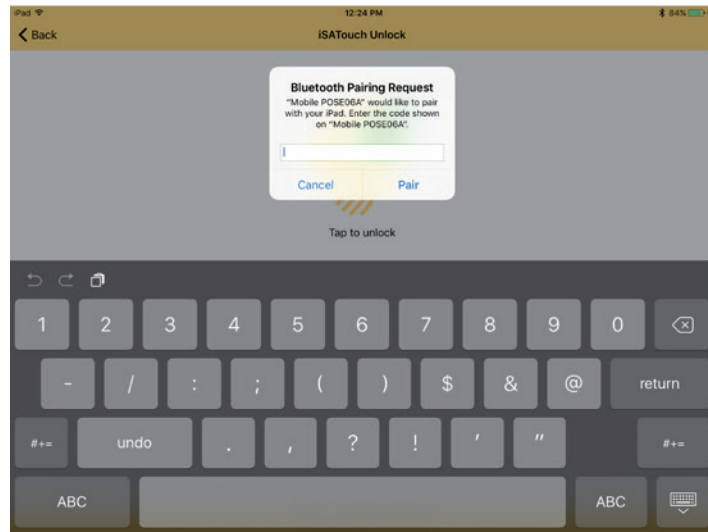 iPad 12:24 PM 84%
Back iSATouch Unlock
Bluetooth Pairing Request
"Mobile POSE06A" would like to pair
with your iPad. Enter the code shown
on "Mobile POSE06A".
Cancel Pair
Tap to unlock
1 2 3 4 5 6 7 8 9 0
- / : ; ( ) $ & @ return
#+= undo . , ? ! ' " #+=
ABC ABC